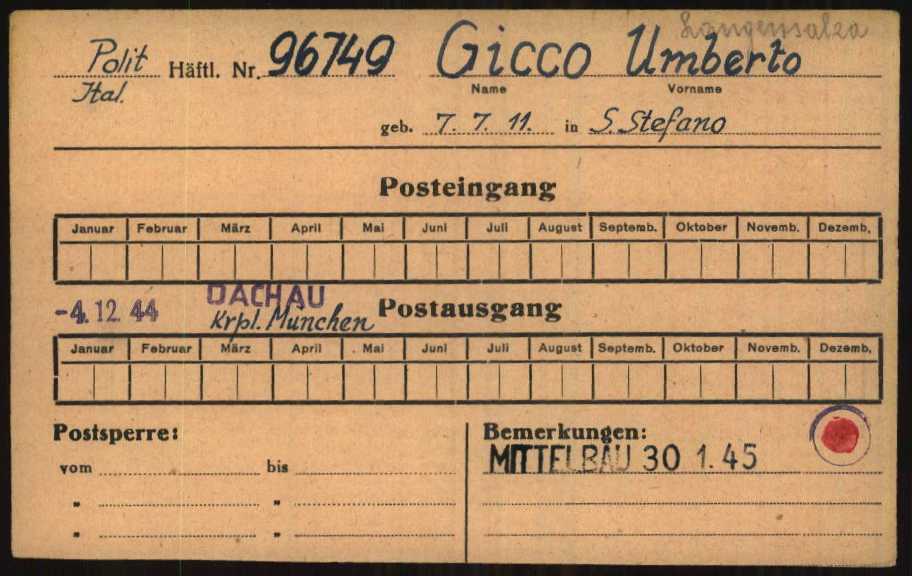 Langensalza
Polit Häftl. Nr. 96749 Gicco Umberto
Ital. Name Vorname
geb. 7. 7. 11. in S. Stefano
Posteingang
Januar Februar März April Mai Juni Juli August Septemb. Oktober Novemb. Dezemb.
-4. 12. 44 DACHAU Postausgang
Krpl. München
Januar Februar März April Mai Juni Juli August Septemb. Oktober Novemb. Dezemb.
Postsperre: Bemerkungen:
vom bis MITTELBAU 30 1. 45
" "
" "